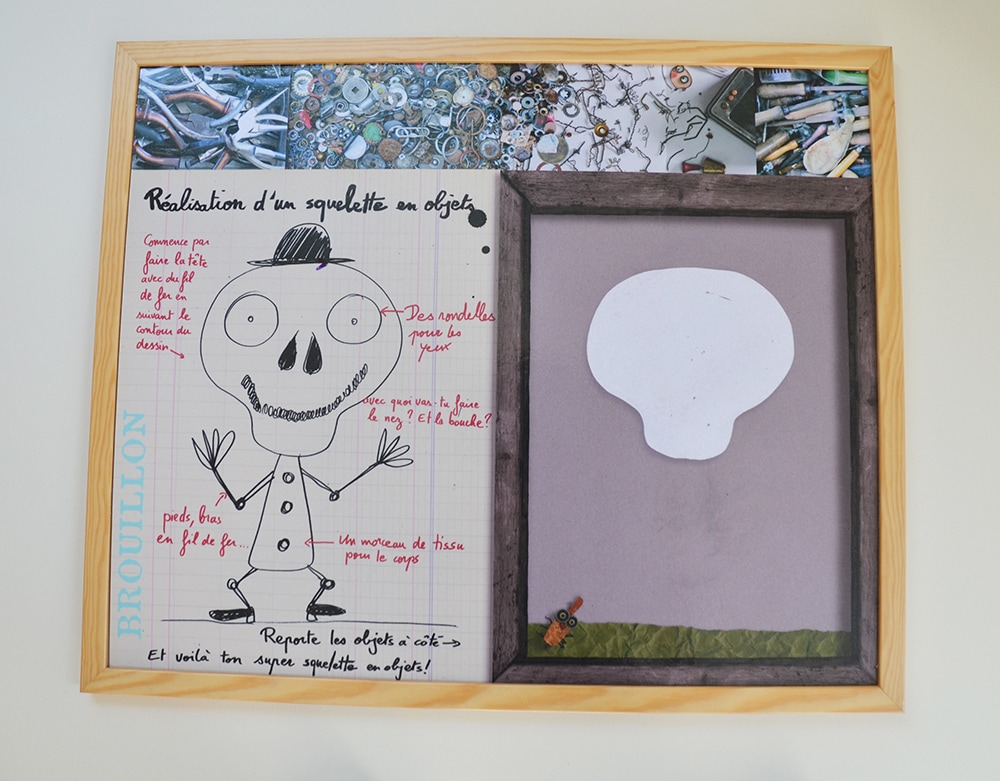 Réalisation d'un squelette en objets
Commence par
faire la tête
avec du fil
de fer en
suivant le
contour du
dessin
Des rondelles
pour les
yeux
avec quoi vas-tu faire
le nez ? Et la bouche ?
pieds, bras
en fil de fer...
Un morceau de tissu
pour le corps
BROUILLON
Reporte les objets à côté
Et voilà ton super squelette en objets !